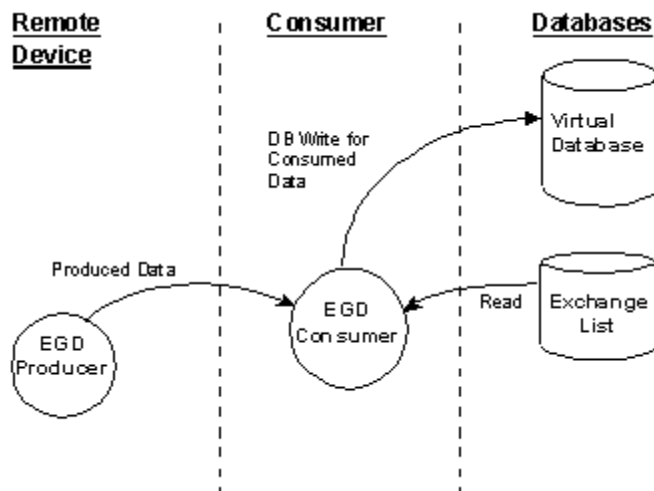 Remote
Device
Consumer
Databases
DB Write for
Consumed
Data
Virtual
Database
Produced Data
EGD
Producer
EGD
Consumer
Read
Exchange
List